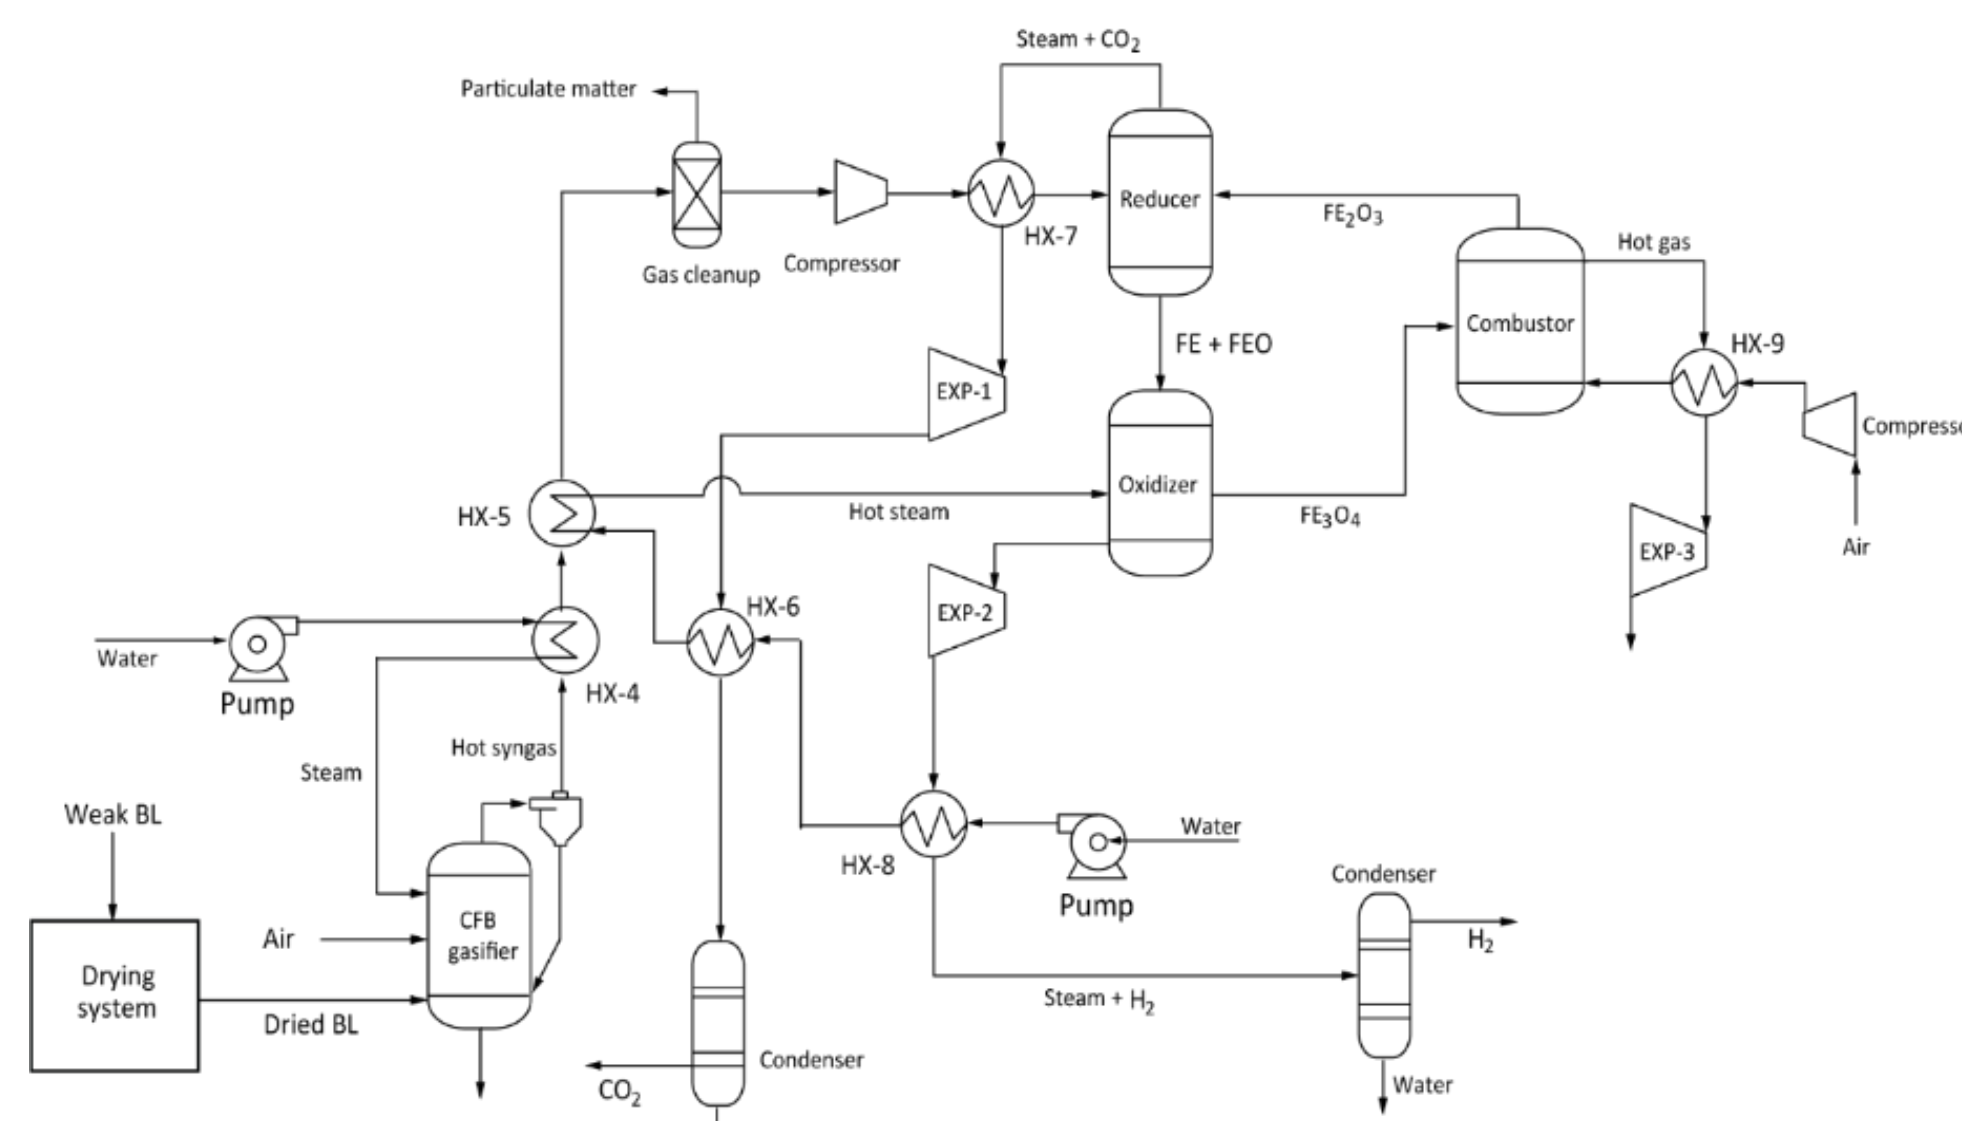 Steam + CO₂
Particulate matter
Reducer
FE₂O₃
Hot gas
HX-7
Compressor
Gas cleanup
Combustor
HX-9
FE + FEO
EXP-1
Compresse
Oxidizer
HX-5
Hot steam
FE₃O₄
Air
EXP-3
HX-6
EXP-2
Water
Pump
HX-4
Hot syngas
Steam
Weak BL
Water
HX-8
Condenser
Pump
CFB
gasifier
Air
H₂
Drying
system
Steam + H₂
Dried BL
Condenser
CO₂
Water